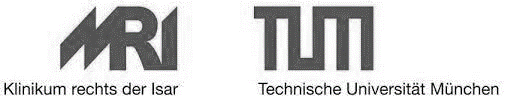 MRI
TUM
Klinikum rechts der Isar
Technische Universität München